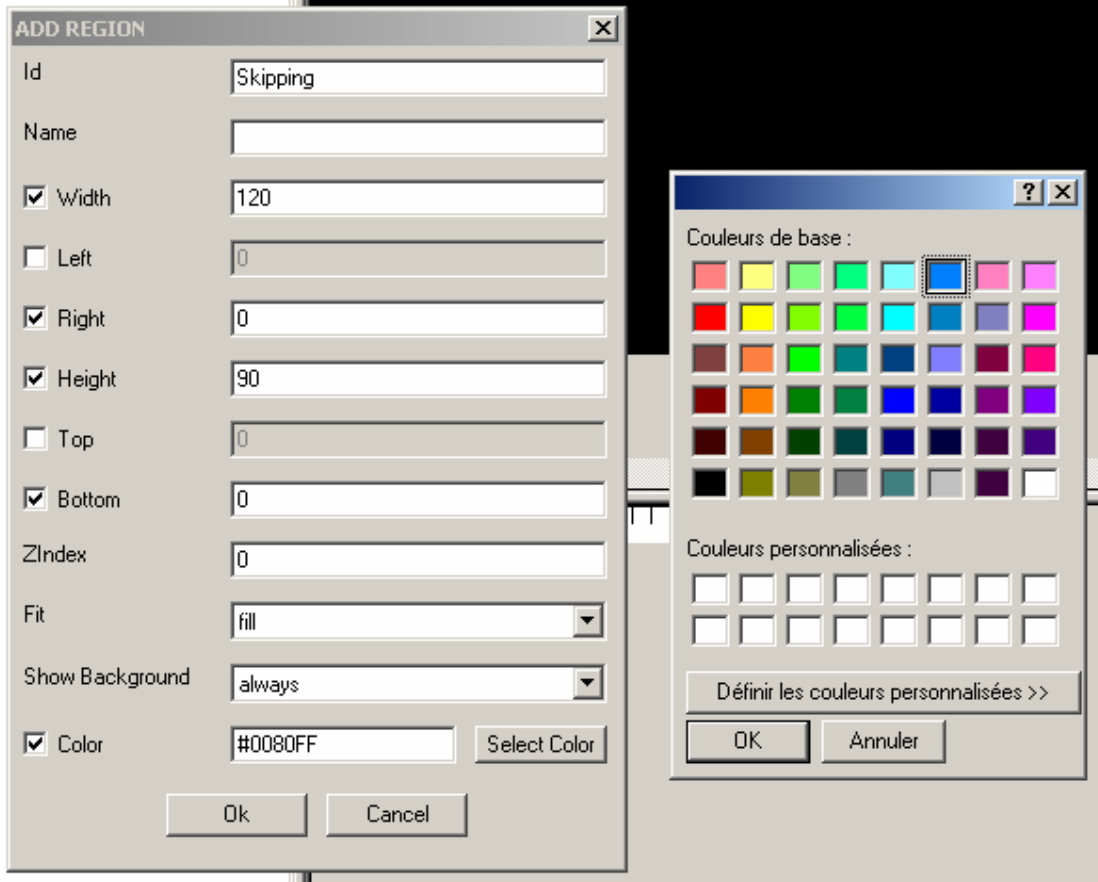 ADD REGION
Id
Skipping
Name
Width
120
Left
0
Right
0
Height
90
Top
0
Bottom
0
ZIndex
0
Fit
fill
Show Background
always
Color
#0080FF
Select Color
Ok
Cancel
?
Couleurs de base :
Couleurs personnalisées :
Définir les couleurs personnalisées >>
OK
Annuler